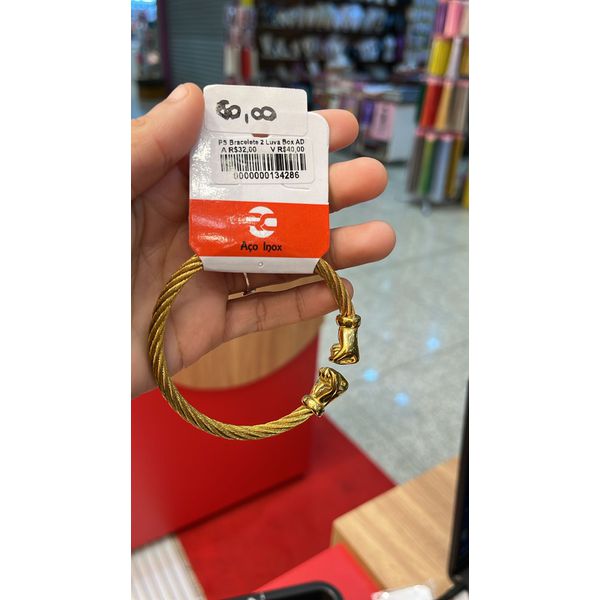 60,00
PS Bracelete 2 Luva Box AD
A R$32,00 V R$40,00
0000000134286
Aço Inox